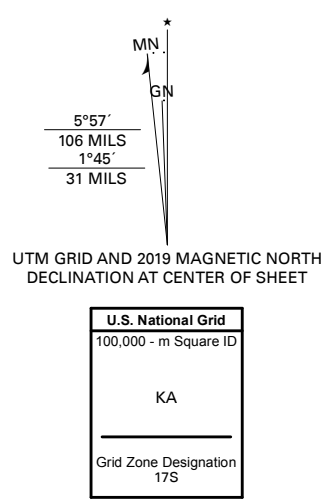 ★
MN
GN
5°57´
106 MILS
1°45´
31 MILS
UTM GRID AND 2019 MAGNETIC NORTH
DECLINATION AT CENTER OF SHEET
U.S. National Grid
100,000 - m Square ID
KA
Grid Zone Designation
17S